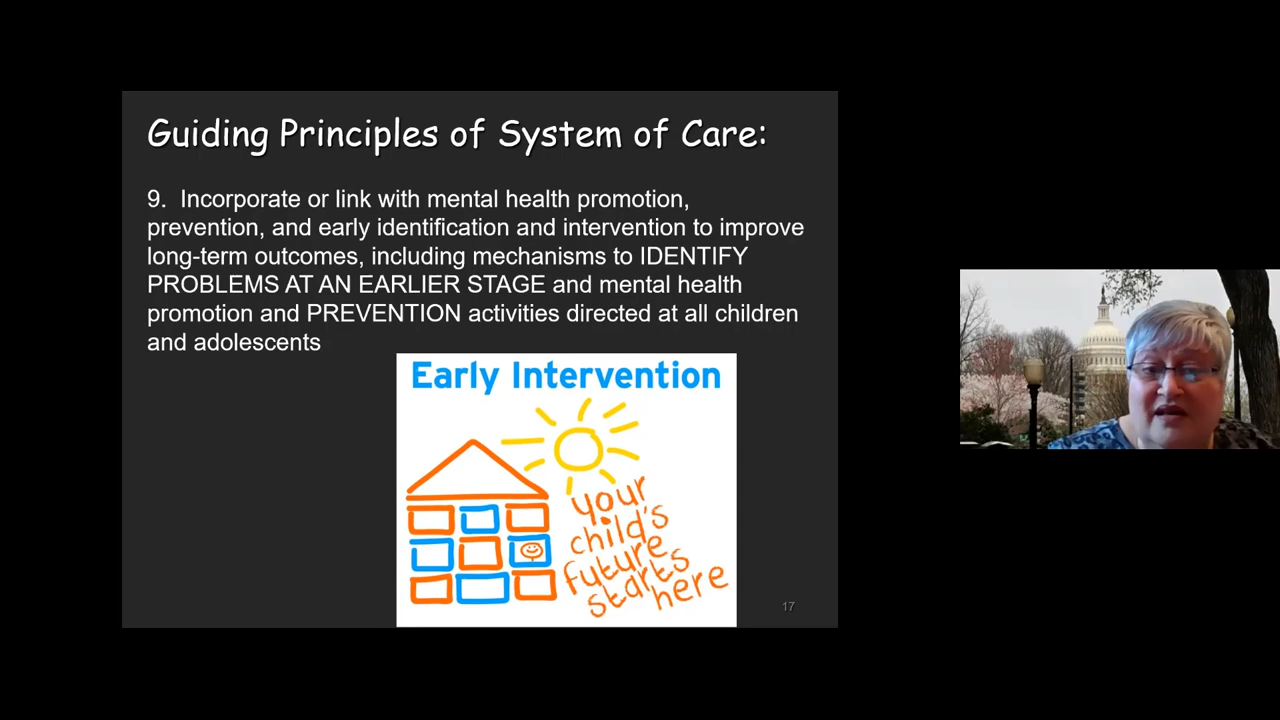 Guiding Principles of System of Care:
9. Incorporate or link with mental health promotion,
prevention, and early identification and intervention to improve
long-term outcomes, including mechanisms to IDENTIFY
PROBLEMS AT AN EARLIER STAGE and mental health
promotion and PREVENTION activities directed at all children
and adolescents
Early Intervention
your
child's
future
starts
here
17